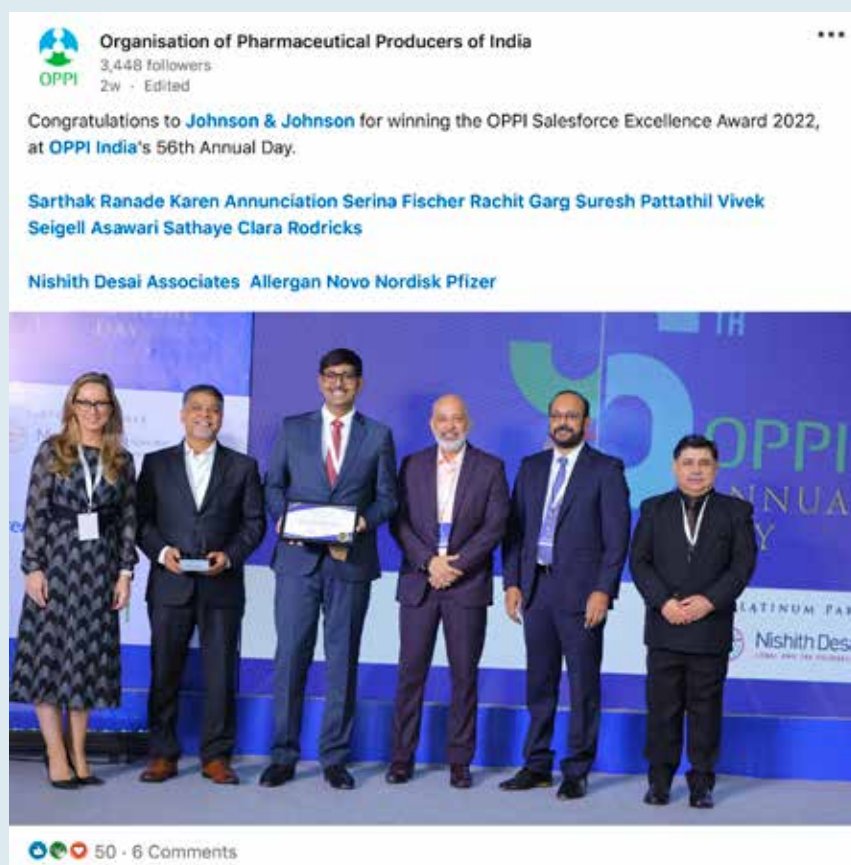 Organisation of Pharmaceutical Producers of India
OPPI
3,448 followers
2w · Edited
Congratulations to Johnson & Johnson for winning the OPPI Salesforce Excellence Award 2022,
at OPPI India's 56th Annual Day.
Sarthak Ranade Karen Annunciation Serina Fischer Rachit Garg Suresh Pattathil Vivek
Seigell Asawari Sathaye Clara Rodricks
Nishith Desai Associates Allergan Novo Nordisk Pfizer
DAY
TH
OPPI
NNUA
Y
LATINUM PAR
Nishith Desa
50 · 6 Comments